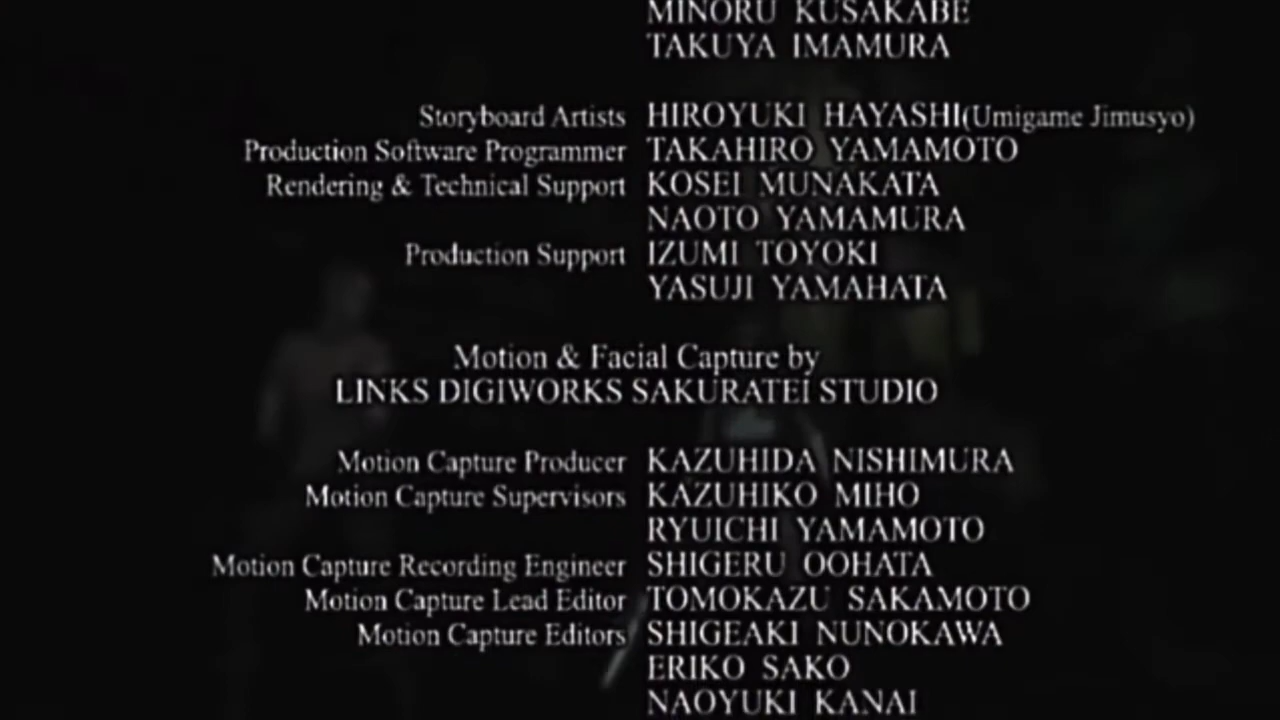 MINORU KUSAKABE
TAKUYA IMAMURA
Storyboard Artists HIROYUKI HAYASHI(Umigame Jimusyo)
Production Software Programmer TAKAHIRO YAMAMOTO
Rendering & Technical Support KOSEI MUNAKATA
NAOTO YAMAMURA
Production Support IZUMI TOYOKI
YASUJI YAMAHATA
Motion & Facial Capture by
LINKS DIGIWORKS SAKURATEI STUDIO
Motion Capture Producer KAZUHIDA NISHIMURA
Motion Capture Supervisors KAZUHIKO MIHO
RYUICHI YAMAMOTO
Motion Capture Recording Engineer SHIGERU OOHATA
Motion Capture Lead Editor TOMOKAZU SAKAMOTO
Motion Capture Editors SHIGEAKI NUNOKAWA
ERIKO SAKO
NAOYUKI KANAI